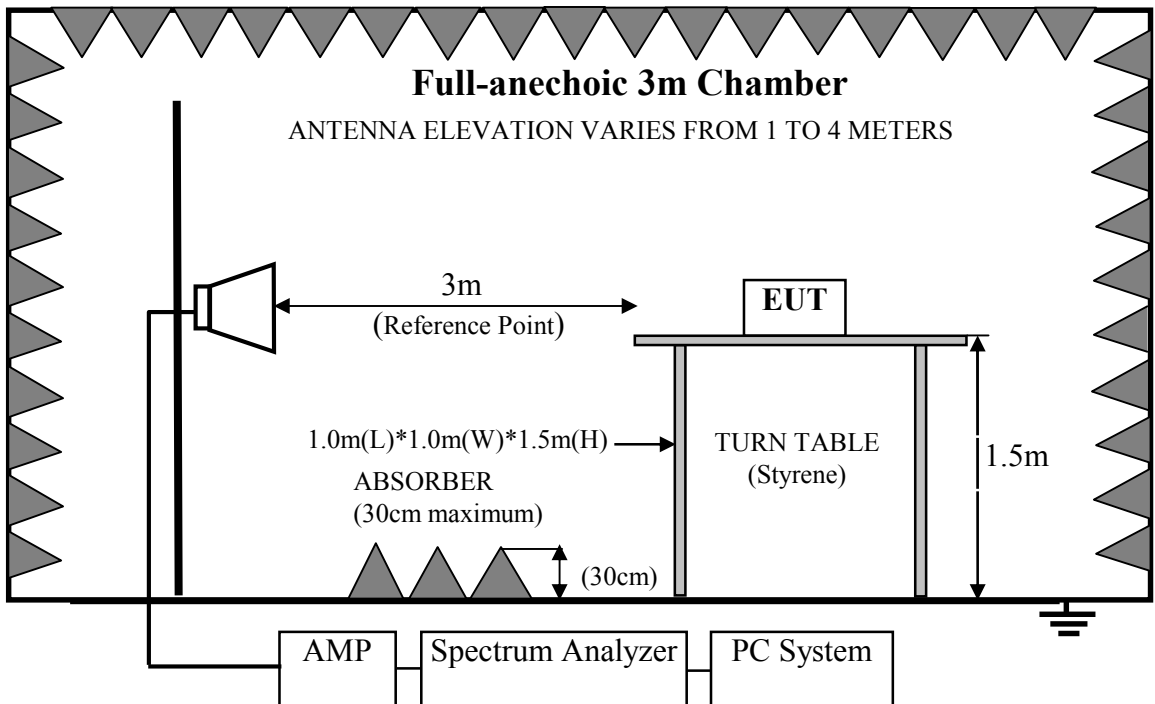 Full-anechoic 3m Chamber
ANTENNA ELEVATION VARIES FROM 1 TO 4 METERS
3m
(Reference Point)
EUT
1.0m(L)*1.0m(W)*1.5m(H)
ABSORBER
(30cm maximum)
(30cm)
TURN TABLE
(Styrene)
1.5m
AMP
Spectrum Analyzer
PC System